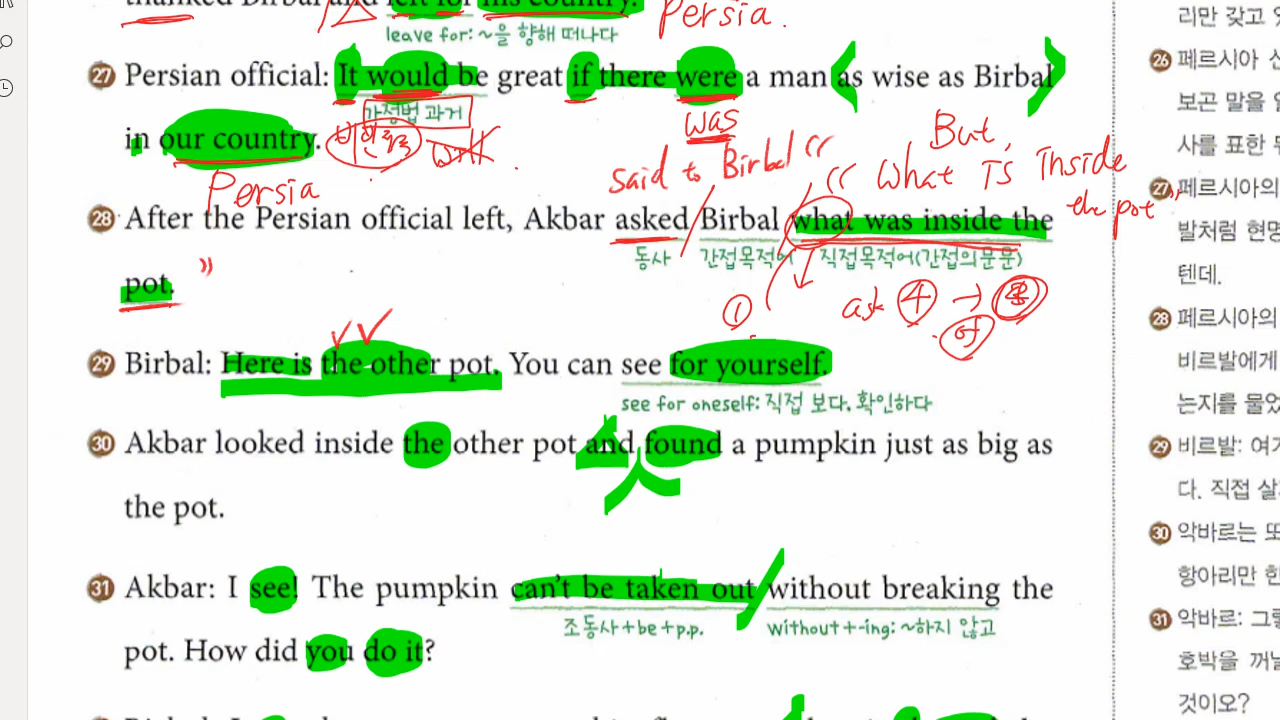 thanked Birbal and left for his country.
Persia.
leave for: ~을 향해 떠나다
27 Persian official: It would be great if there were a man as wise as Birbal
가정법 과거
was
in our country.
will
Persia
But,
said to Birbal "
" What is inside
the pot "
28 After the Persian official left, Akbar asked Birbal what was inside the
동사 간접목적어 직접목적어(간접의문문)
pot. "
① ask ④ → ③
of
29 Birbal: Here is the other pot. You can see for yourself.
see for oneself: 직접 보다, 확인하다
30 Akbar looked inside the other pot and found a pumpkin just as big as
the pot.
31 Akbar: I see! The pumpkin can't be taken out without breaking the
조동사+be+p.p. without+-ing: ~하지 않고
pot. How did you do it?
리만 갖고
26 페르시아
보곤 말을
사를 표한
27 페르시아의
발처럼 현명
텐데.
28 페르시아의
비르발에게
는지를 물었
29 비르발: 여기
다. 직접 살
30 악바르는 또
항아리만 한
31 악바르: 그렇
호박을 꺼낼
것이오?